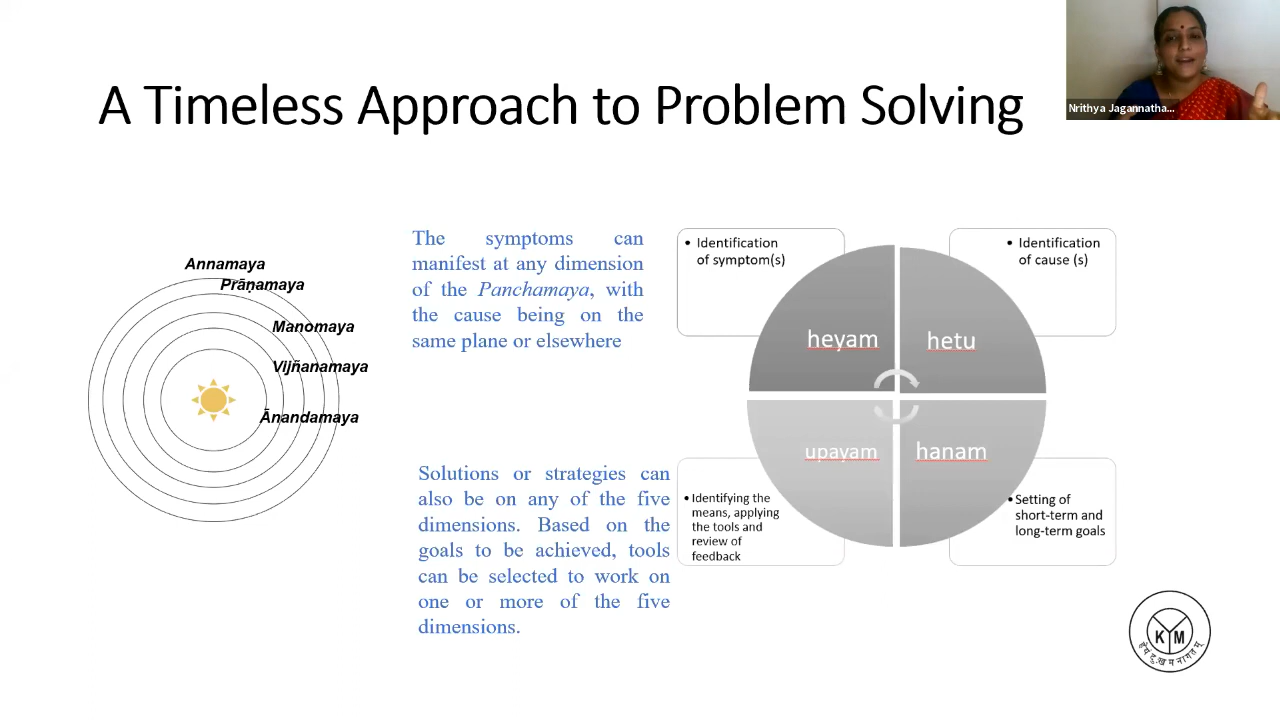 A Timeless Approach to Problem Solving
Nrithya Jagannatha...
Annamaya
Prāṇamaya
Manomaya
Vijñanamaya
Ānandamaya
The symptoms can
manifest at any dimension
of the Panchamaya, with
the cause being on the
same plane or elsewhere
Solutions or strategies can
also be on any of the five
dimensions. Based on the
goals to be achieved, tools
can be selected to work on
one or more of the five
dimensions.
• Identification
of symptom(s)
• Identification
of cause (s)
heyam
hetu
upayam
hanam
• Identifying the
means, applying
the tools and
review of
feedback
• Setting of
short-term and
long-term goals
KYM
हेयं दुःखमनागतम्